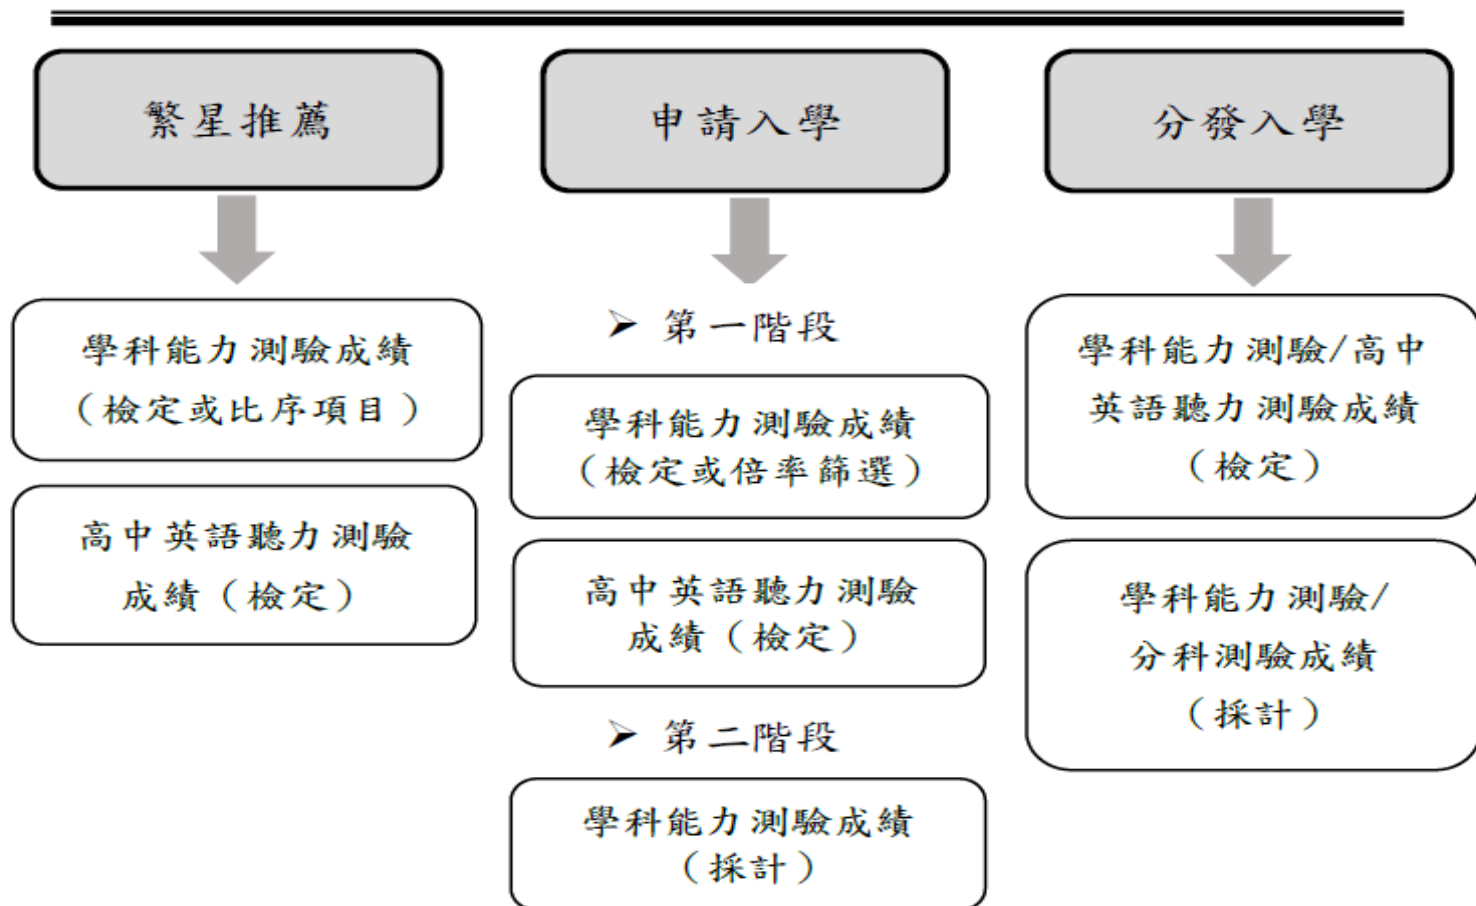 繁星推薦
學科能力測驗成績
（檢定或比序項目）
高中英語聽力測驗
成績（檢定）
申請入學
➢ 第一階段
學科能力測驗成績
（檢定或倍率篩選）
高中英語聽力測驗
成績（檢定）
➢ 第二階段
學科能力測驗成績
（採計）
分發入學
學科能力測驗/高中
英語聽力測驗成績
（檢定）
學科能力測驗/
分科測驗成績
（採計）